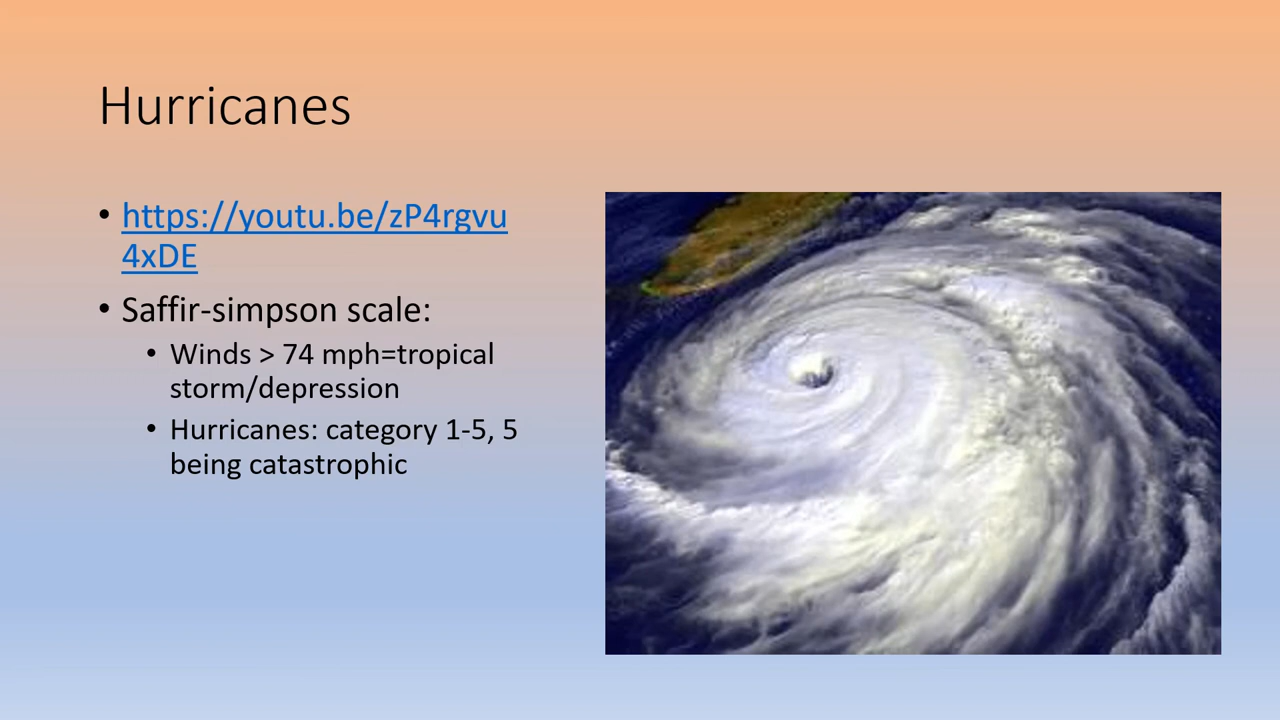 Hurricanes
• https://youtu.be/zP4rgvu
4xDE
• Saffir-simpson scale:
• Winds > 74 mph=tropical
storm/depression
• Hurricanes: category 1-5, 5
being catastrophic